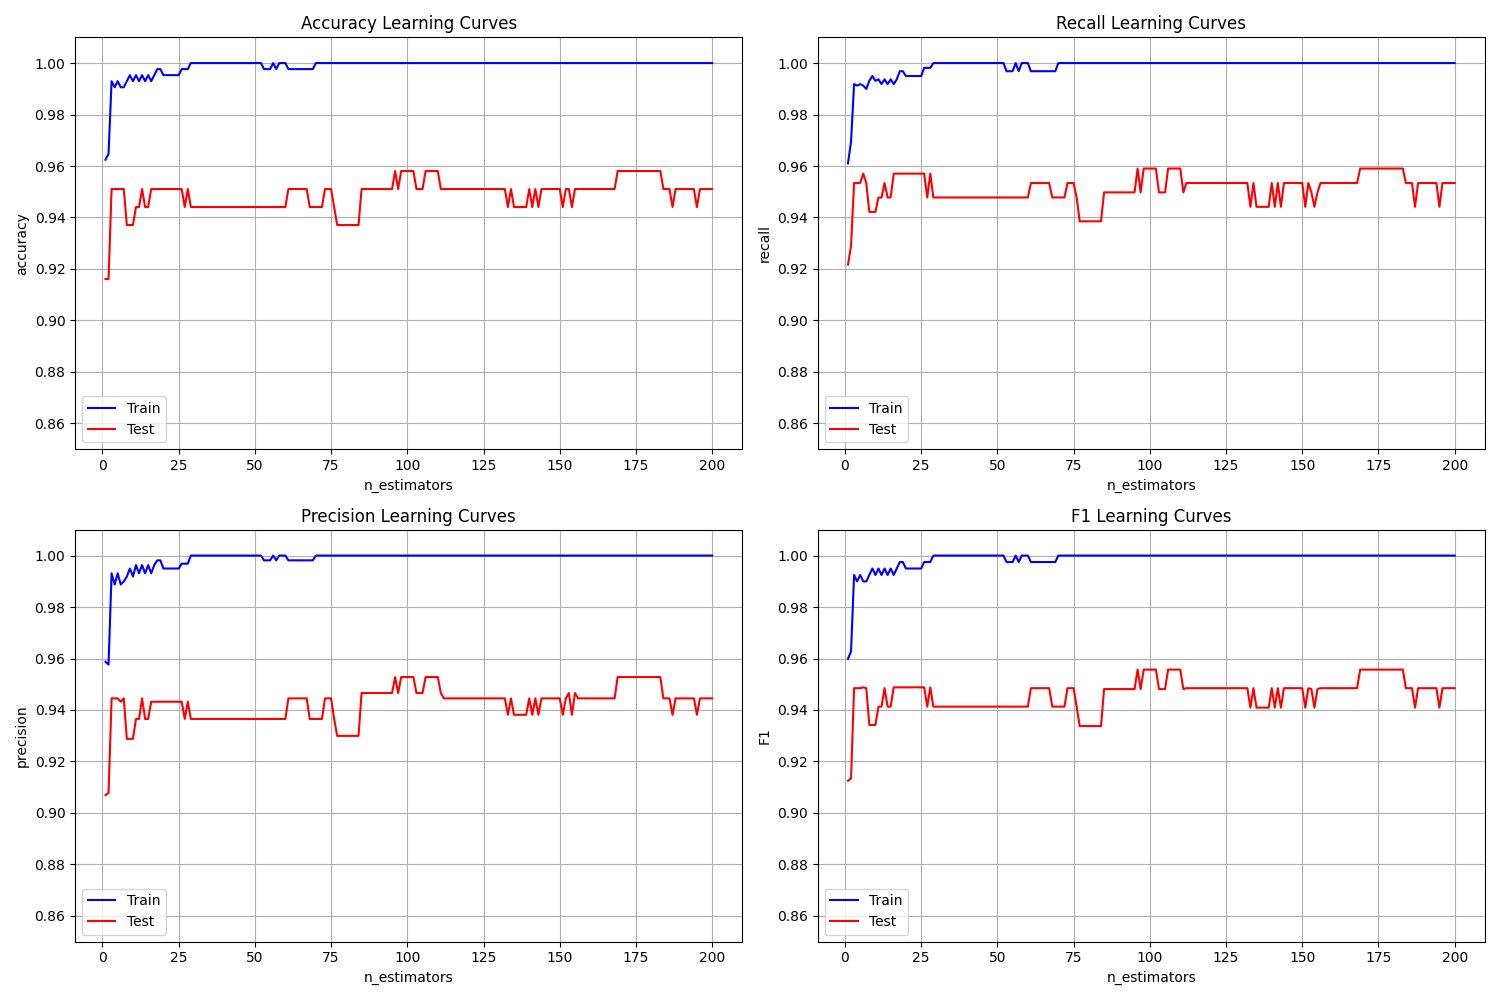 Accuracy Learning Curves
accuracy
1.00
0.98
0.96
0.94
0.92
0.90
0.88
0.86
Train
Test
0 25 50 75 100 125 150 175 200
n_estimators
Recall Learning Curves
recall
1.00
0.98
0.96
0.94
0.92
0.90
0.88
0.86
Train
Test
0 25 50 75 100 125 150 175 200
n_estimators
Precision Learning Curves
precision
1.00
0.98
0.96
0.94
0.92
0.90
0.88
0.86
Train
Test
0 25 50 75 100 125 150 175 200
n_estimators
F1 Learning Curves
F1
1.00
0.98
0.96
0.94
0.92
0.90
0.88
0.86
Train
Test
0 25 50 75 100 125 150 175 200
n_estimators